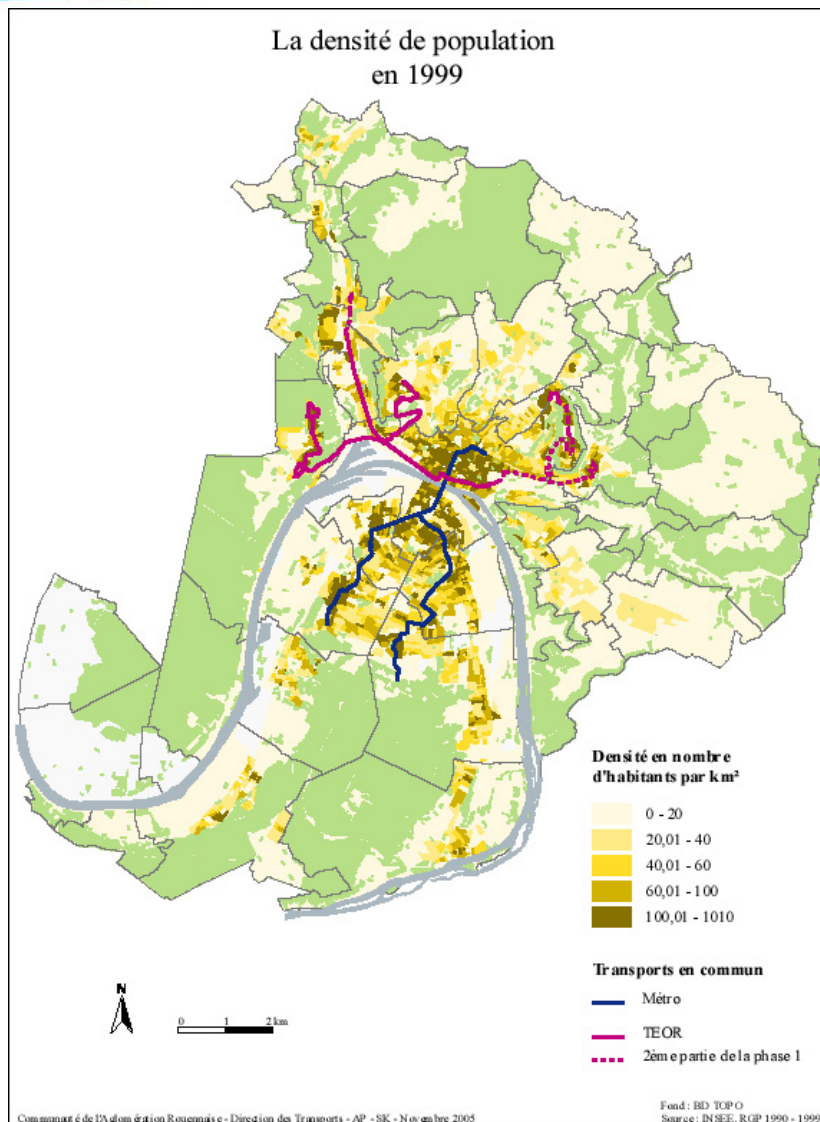 La densité de population
en 1999
Densité en nombre
d'habitants par km²
0 - 20
20,01 - 40
40,01 - 60
60,01 - 100
100,01 - 1010
Transports en commun
Métro
TEOR
2ème partie de la phase 1
N
0 1 2 km
Fond : BD TOPO
Communauté de l'Agglomération Rouennaise - Direction des Transports - AP - SK - Novembre 2005
Source : INSEE, RGP 1990 - 1999